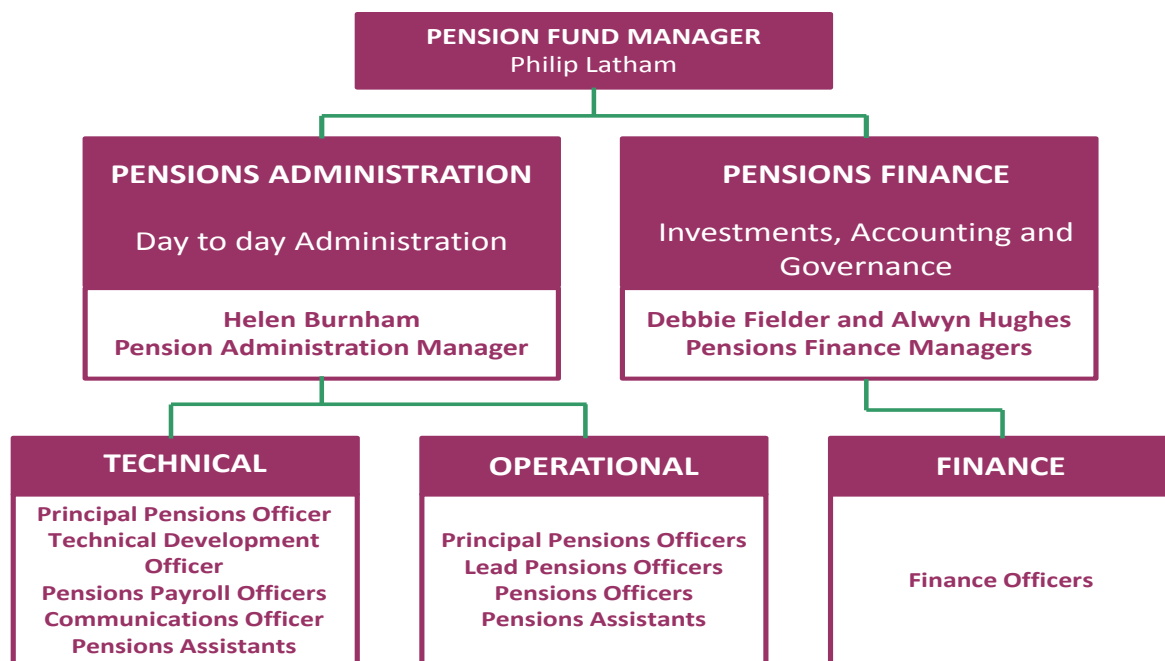 PENSION FUND MANAGER
Philip Latham
PENSIONS ADMINISTRATION
Day to day Administration
Helen Burnham
Pension Administration Manager
PENSIONS FINANCE
Investments, Accounting and
Governance
Debbie Fielder and Alwyn Hughes
Pensions Finance Managers
TECHNICAL
Principal Pensions Officer
Technical Development
Officer
Pensions Payroll Officers
Communications Officer
Pensions Assistants
OPERATIONAL
Principal Pensions Officers
Lead Pensions Officers
Pensions Officers
Pensions Assistants
FINANCE
Finance Officers